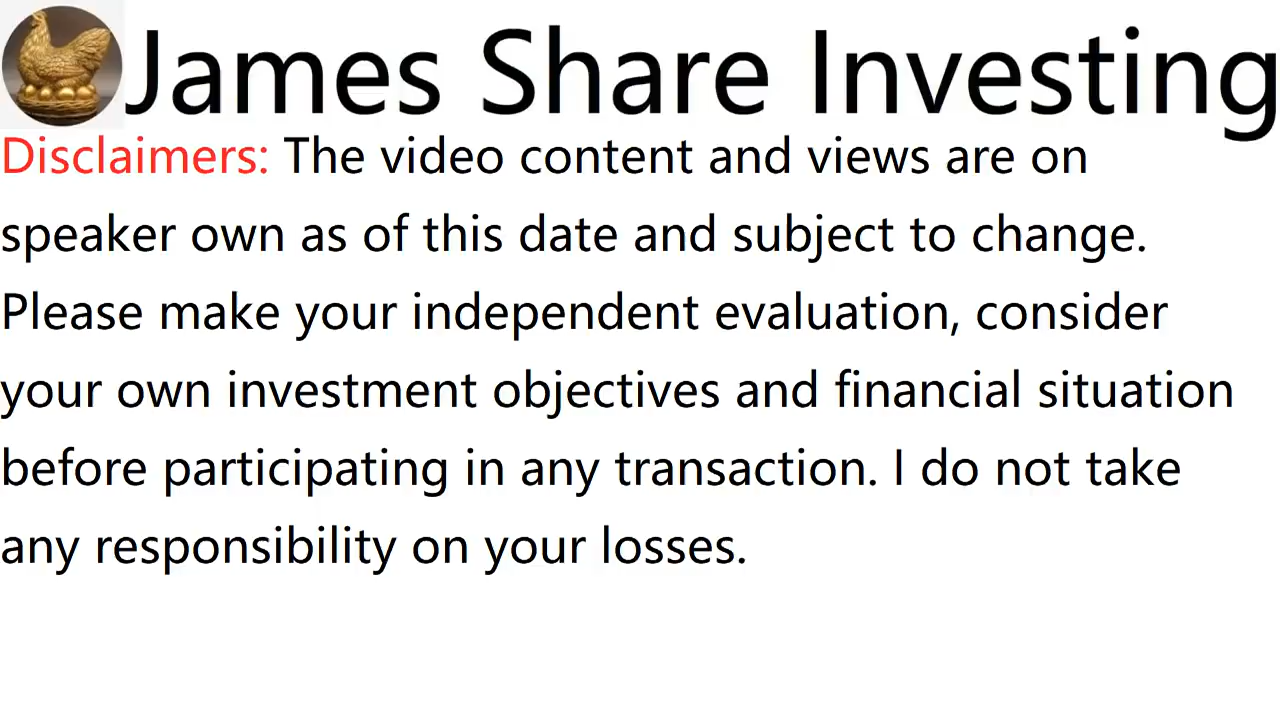 James Share Investing
Disclaimers: The video content and views are on
speaker own as of this date and subject to change.
Please make your independent evaluation, consider
your own investment objectives and financial situation
before participating in any transaction. I do not take
any responsibility on your losses.